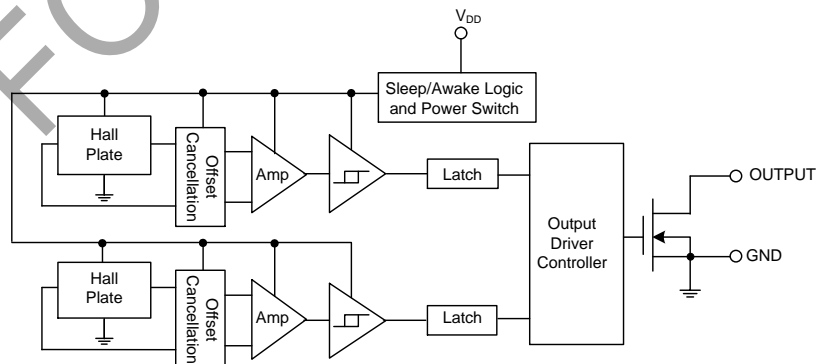 V_DD
Sleep/Awake Logic
and Power Switch
Hall
Plate
Offset
Cancellation
Amp
Latch
Output
Driver
Controller
OUTPUT
GND
Hall
Plate
Offset
Cancellation
Amp
Latch